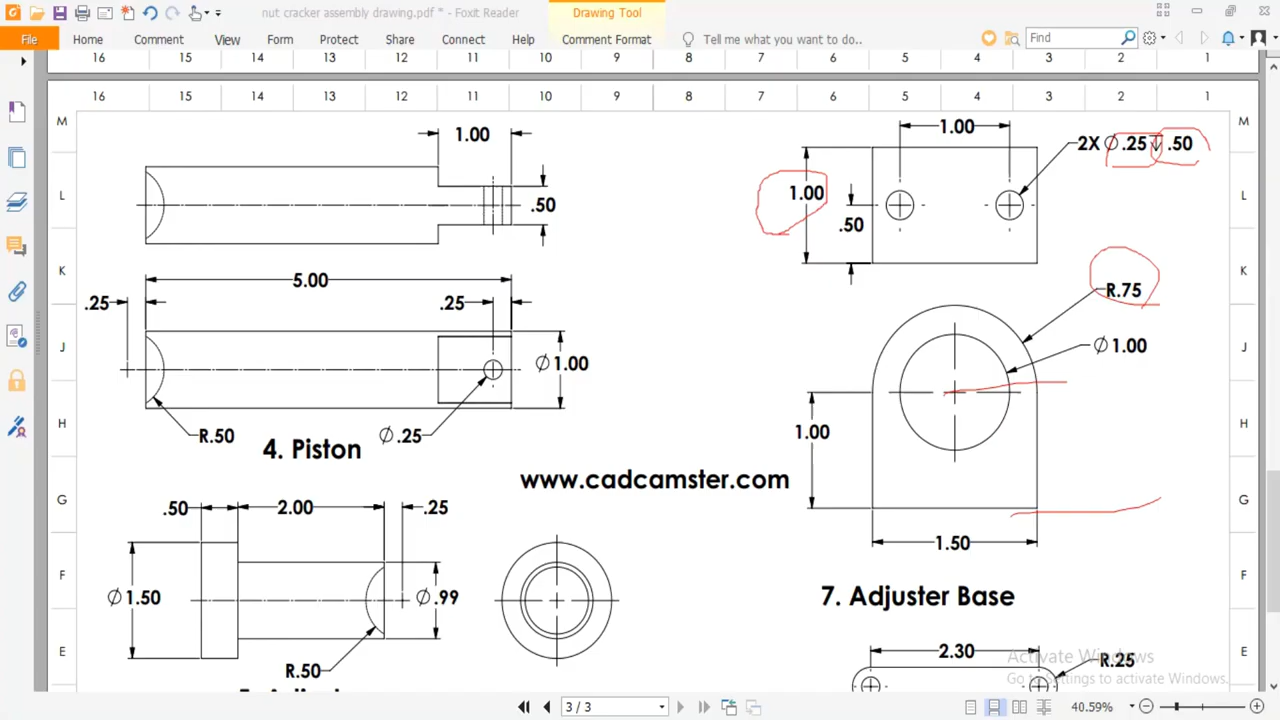 nut cracker assembly drawing.pdf * - Foxit Reader
Drawing Tool
File Home Comment View Form Protect Share Connect Help Comment Format Tell me what you want to do.. Find
16 15 14 13 12 11 10 9 8 7 6 5 4 3 2 1
16 15 14 13 12 11 10 9 8 7 6 5 4 3 2 1
M M
1.00
1.00
2X ∅ .25 ↧ .50
L L
1.00
.50
.50
K K
5.00
R.75
.25
.25
J J
∅ 1.00
∅ 1.00
H H
R.50
∅ .25
1.00
4. Piston
www.cadcamster.com
G G
.50
2.00
.25
1.50
F F
∅ 1.50
∅ .99
7. Adjuster Base
E E
2.30
R.25
R.50
Activate Windows
Go to Settings to activate Windows.
3 / 3
40.59%